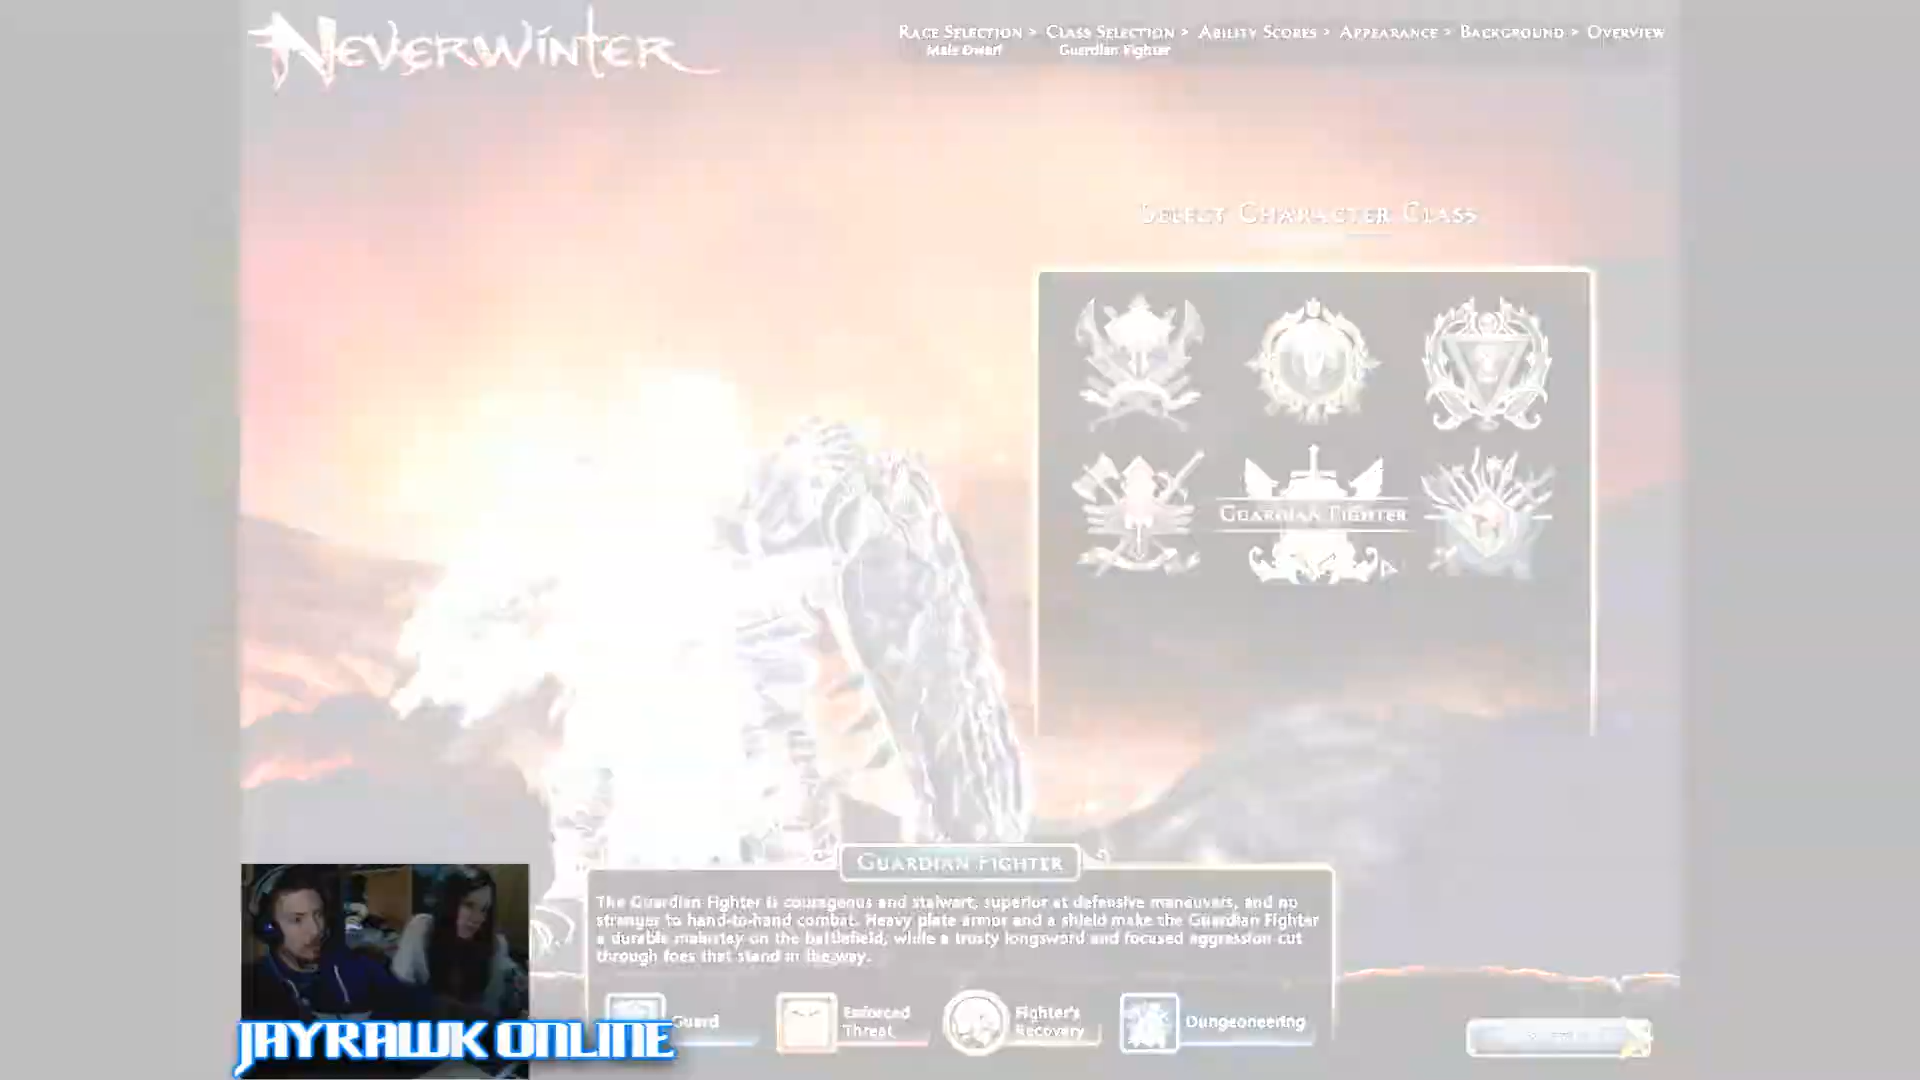 NEVERWINTER
RACE SELECTION > CLASS SELECTION > ABILITY SCORES > APPEARANCE > BACKGROUND > OVERVIEW
Male Dwarf Guardian Fighter
SELECT CHARACTER CLASS
GUARDIAN FIGHTER
GUARDIAN FIGHTER
The Guardian Fighter is courageous and stalwart, superior at defensive maneuvers, and no
stranger to hand-to-hand combat. Heavy plate armor and a shield make the Guardian Fighter
a durable mainstay on the battlefield, while a trusty longsword and focused aggression cut
through foes that stand in the way.
Guard
Enforced
Threat
Fighter's
Recovery
Dungeoneering
JAYRAWK ONLINE